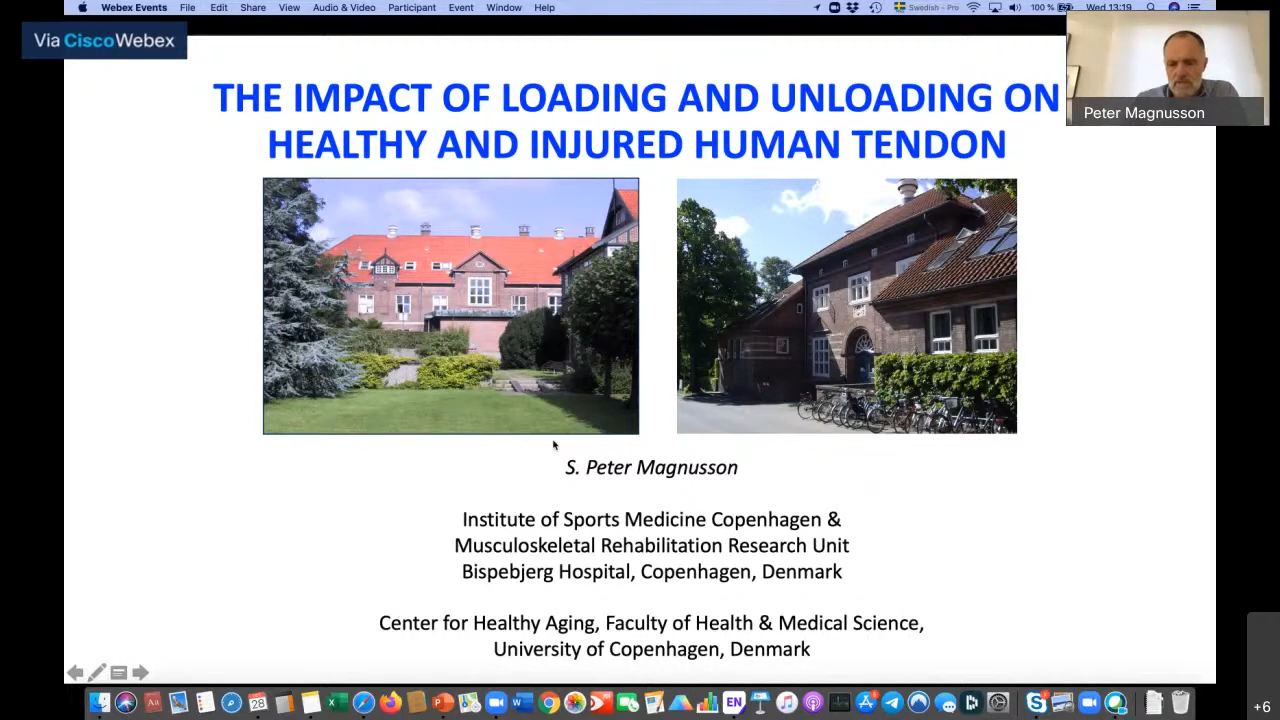 Webex Events File Edit Share View Audio & Video Participant Event Window Help
Swedish - Pro 100 % Wed 13:19
Via Cisco Webex
Peter Magnusson
THE IMPACT OF LOADING AND UNLOADING ON
HEALTHY AND INJURED HUMAN TENDON
S. Peter Magnusson
Institute of Sports Medicine Copenhagen &
Musculoskeletal Rehabilitation Research Unit
Bispebjerg Hospital, Copenhagen, Denmark
Center for Healthy Aging, Faculty of Health & Medical Science,
University of Copenhagen, Denmark
28
EN
+6